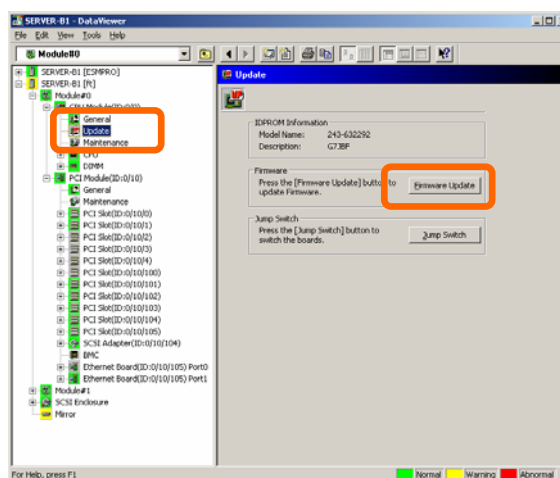 SERVER-B1 - DataViewer
File Edit View Tools Help
Module#0
SERVER-B1 [ESMPRO]
SERVER-B1 [ft]
Module#0
CPU Module(ID:0/0)
General
Update
Maintenance
CPU
DIMM
PCI Module(ID:0/10)
General
Maintenance
PCI Slot(ID:0/10/0)
PCI Slot(ID:0/10/1)
PCI Slot(ID:0/10/2)
PCI Slot(ID:0/10/3)
PCI Slot(ID:0/10/4)
PCI Slot(ID:0/10/100)
PCI Slot(ID:0/10/101)
PCI Slot(ID:0/10/102)
PCI Slot(ID:0/10/103)
PCI Slot(ID:0/10/104)
PCI Slot(ID:0/10/105)
SCSI Adapter(ID:0/10/104)
BMC
Ethernet Board(ID:0/10/105) Port0
Ethernet Board(ID:0/10/105) Port1
Module#1
SCSI Enclosure
Mirror
Update
IDPROM Information
Model Name: 243-632292
Description: G7JBF
Firmware
Press the [Firmware Update] button to
update Firmware.
Firmware Update
Jump Switch
Press the [Jump Switch] button to
switch the boards.
Jump Switch
For Help, press F1
Normal Warning Abnormal